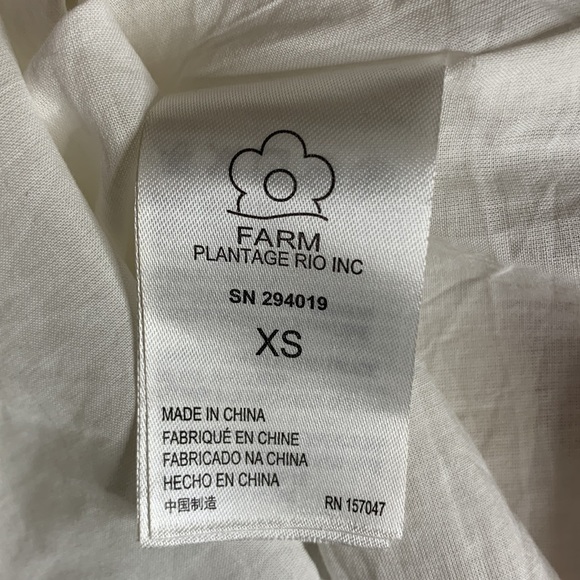 FARM
PLANTAGE RIO INC
SN 294019
XS
MADE IN CHINA
FABRIQUÉ EN CHINE
FABRICADO NA CHINA
HECHO EN CHINA
中国制造 RN 157047